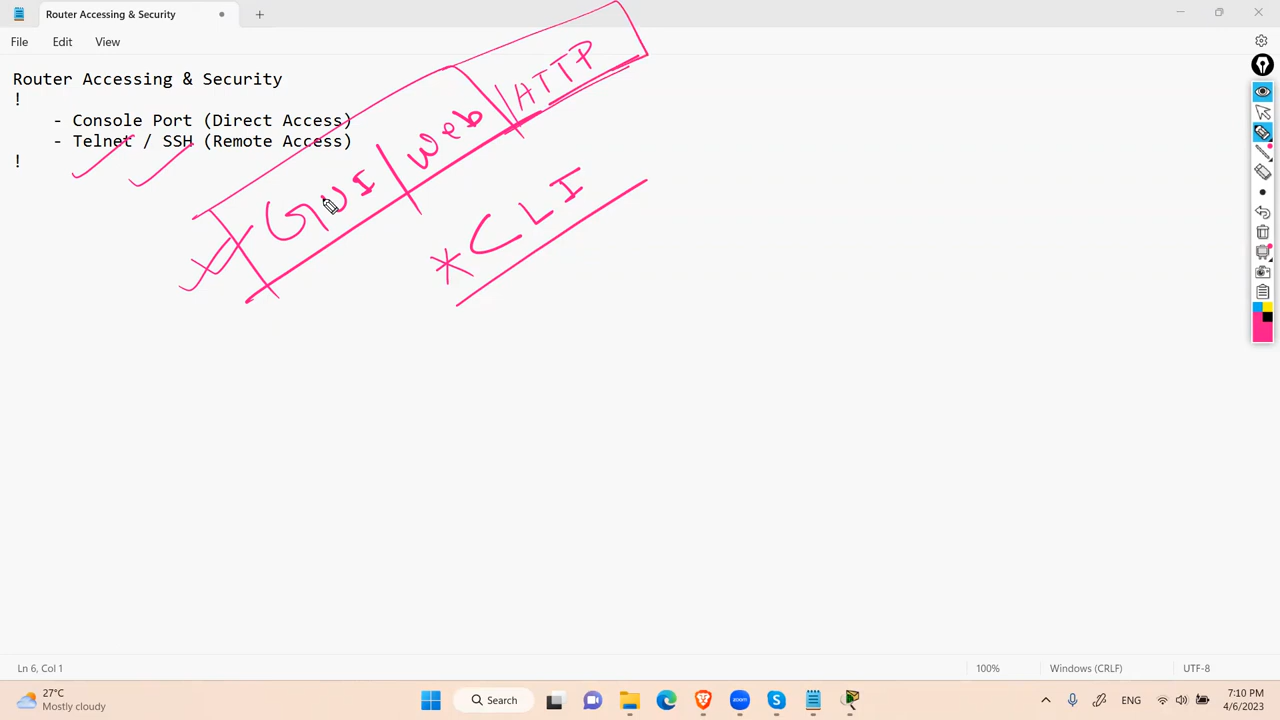 Router Accessing & Security
File Edit View
Router Accessing & Security
!
- Console Port (Direct Access)
- Telnet / SSH (Remote Access)
!
GUI / Web / HTTP
* CLI
Ln 6, Col 1
100%
Windows (CRLF)
UTF-8
27°C
Mostly cloudy
Search
zoom
ENG
7:10 PM
4/6/2023